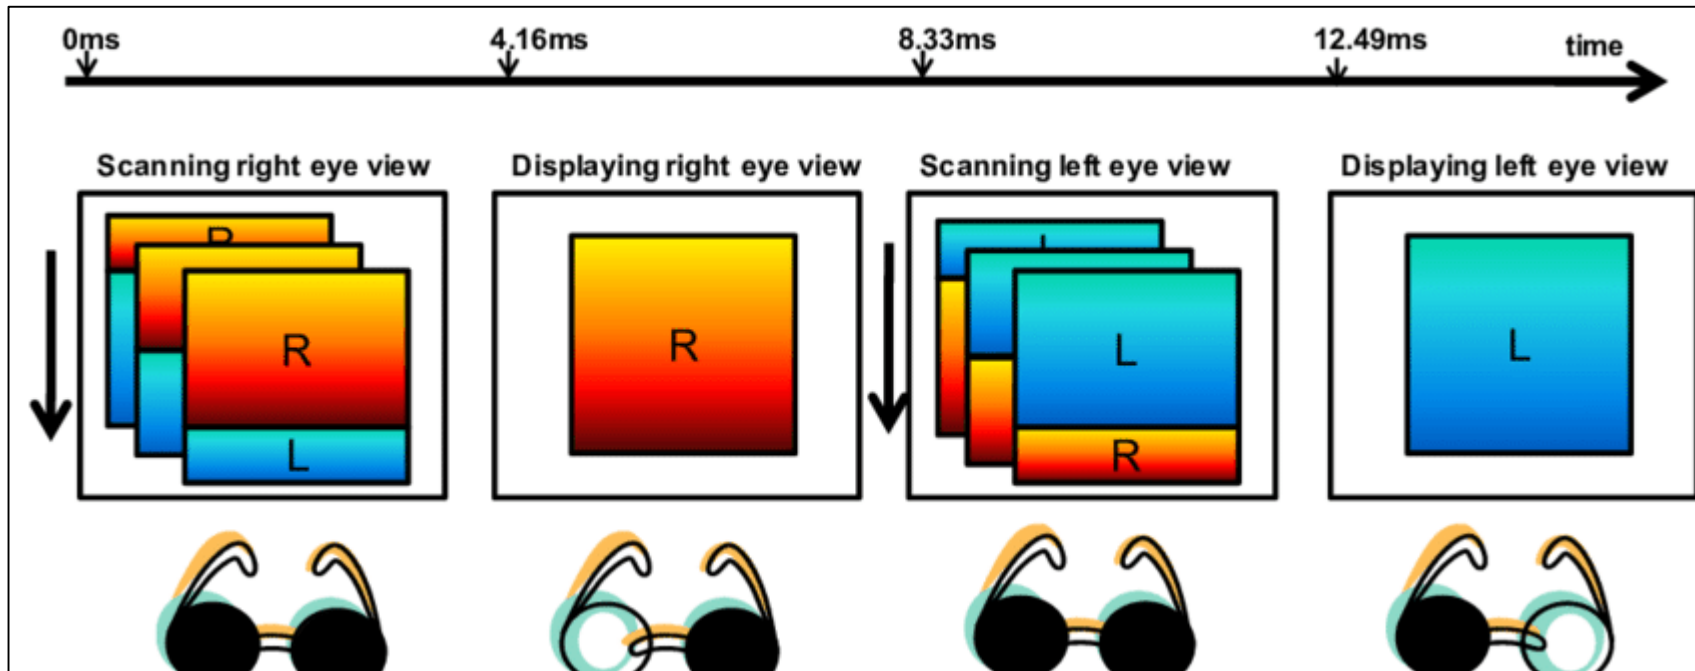 0ms 4.16ms 8.33ms 12.49ms time
Scanning right eye view Displaying right eye view Scanning left eye view Displaying left eye view
R L
R R L L
L R